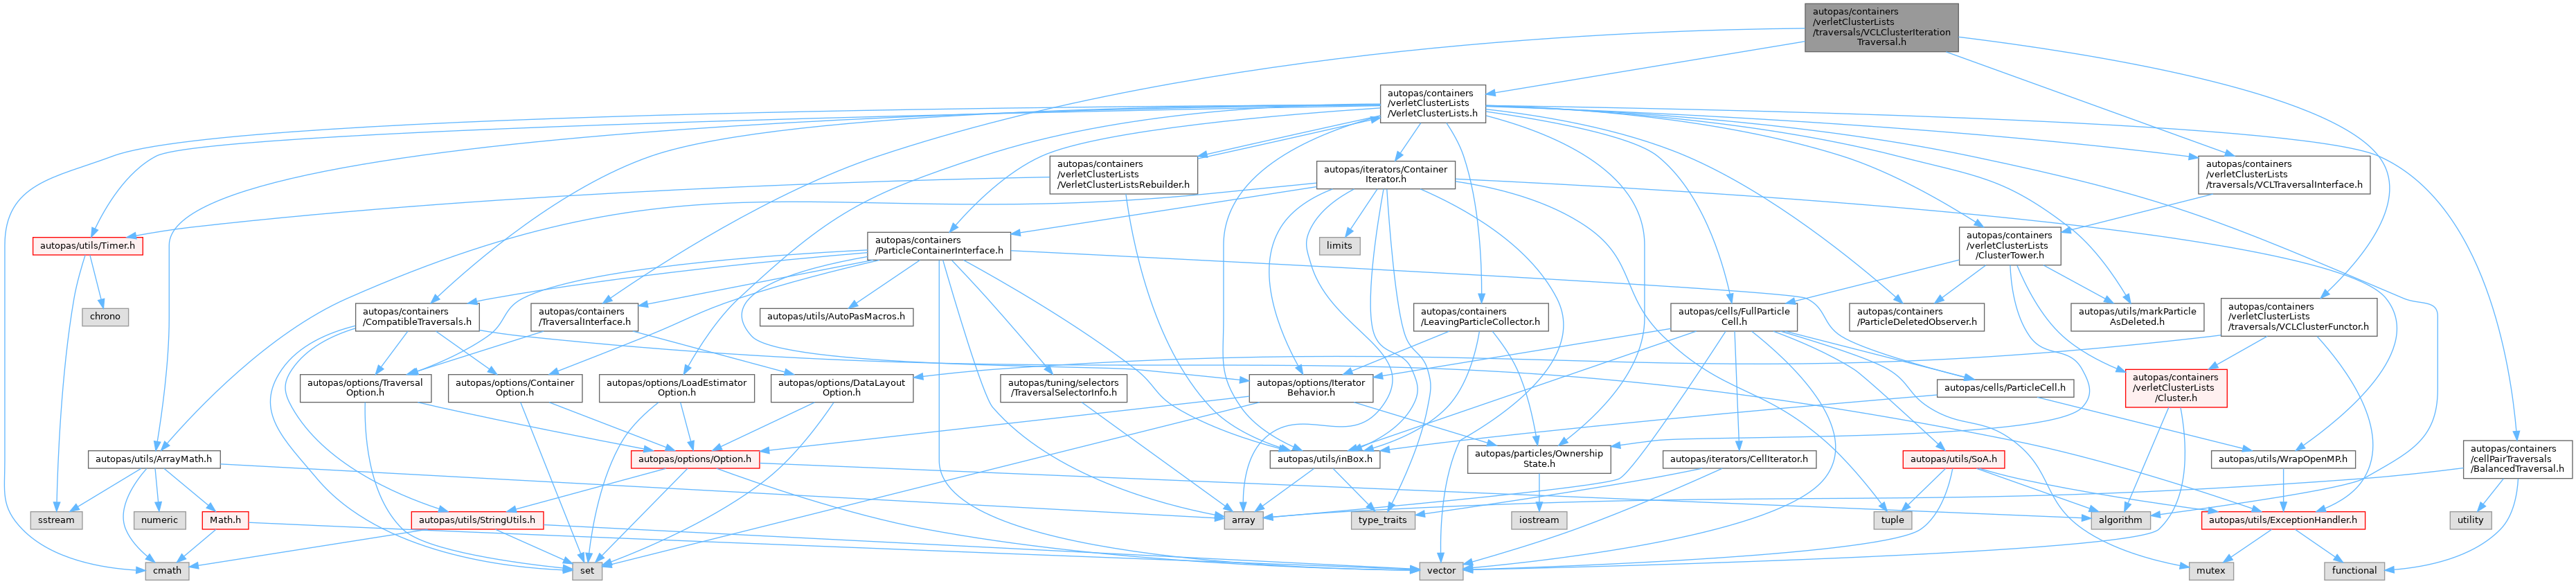 autopas/containers
/verletClusterLists
/traversals/VCLClusterIteration
Traversal.h
autopas/containers
/verletClusterLists
/VerletClusterLists.h
autopas/containers
/verletClusterLists
/VerletClusterListsRebuilder.h
autopas/iterators/Container
Iterator.h
autopas/containers
/verletClusterLists
/traversals/VCLTraversalInterface.h
autopas/utils/Timer.h
autopas/containers
/ParticleContainerInterface.h
limits
autopas/containers
/verletClusterLists
/ClusterTower.h
chrono
autopas/containers
/CompatibleTraversals.h
autopas/containers
/TraversalInterface.h
autopas/utils/AutoPasMacros.h
autopas/containers
/LeavingParticleCollector.h
autopas/cells/FullParticle
Cell.h
autopas/containers
/ParticleDeletedObserver.h
autopas/utils/markParticle
AsDeleted.h
autopas/containers
/verletClusterLists
/traversals/VCLClusterFunctor.h
autopas/options/Traversal
Option.h
autopas/options/Container
Option.h
autopas/options/LoadEstimator
Option.h
autopas/options/DataLayout
Option.h
autopas/tuning/selectors
/TraversalSelectorInfo.h
autopas/options/Iterator
Behavior.h
autopas/cells/ParticleCell.h
autopas/containers
/verletClusterLists
/Cluster.h
autopas/utils/ArrayMath.h
autopas/options/Option.h
autopas/utils/inBox.h
autopas/particles/Ownership
State.h
autopas/iterators/CellIterator.h
autopas/utils/SoA.h
autopas/utils/WrapOpenMP.h
autopas/containers
/cellPairTraversals
/BalancedTraversal.h
sstream
numeric
Math.h
autopas/utils/StringUtils.h
array
type_traits
iostream
tuple
algorithm
autopas/utils/ExceptionHandler.h
utility
cmath
set
vector
mutex
functional